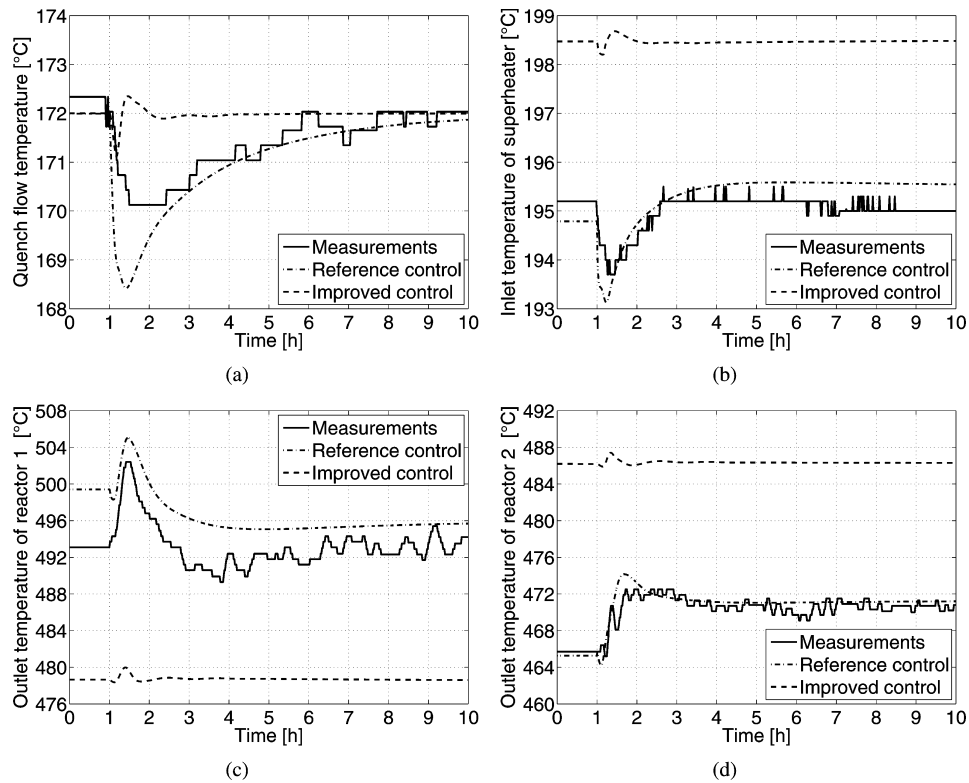 174
173
172
171
170
169
168
Quench flow temperature [°C]
Measurements
Reference control
Improved control
0 1 2 3 4 5 6 7 8 9 10
Time [h]
(a)
199
198
197
196
195
194
193
Inlet temperature of superheater [°C]
Measurements
Reference control
Improved control
0 1 2 3 4 5 6 7 8 9 10
Time [h]
(b)
508
504
500
496
492
488
484
480
476
Outlet temperature of reactor 1 [°C]
Measurements
Reference control
Improved control
0 1 2 3 4 5 6 7 8 9 10
Time [h]
(c)
492
488
484
480
476
472
468
464
460
Outlet temperature of reactor 2 [°C]
Measurements
Reference control
Improved control
0 1 2 3 4 5 6 7 8 9 10
Time [h]
(d)